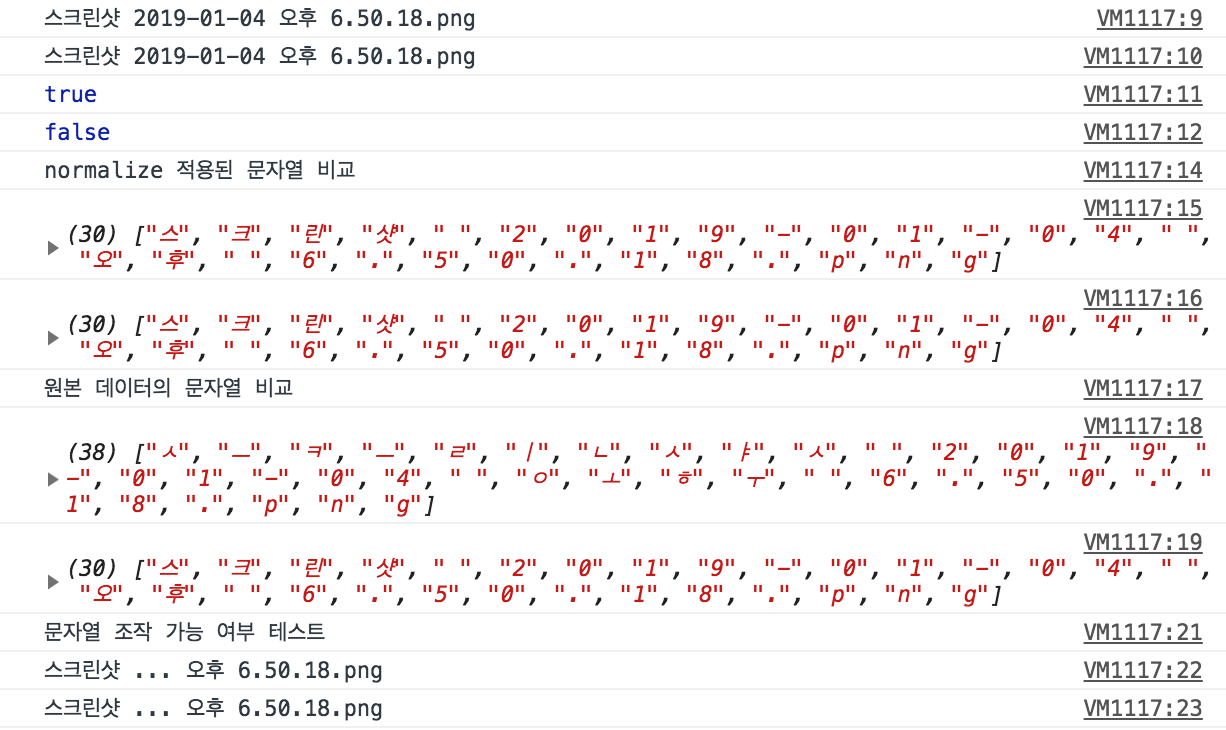 스크린샷 2019-01-04 오후 6.50.18.png VM1117:9
스크린샷 2019-01-04 오후 6.50.18.png VM1117:10
true VM1117:11
false VM1117:12
normalize 적용된 문자열 비교 VM1117:14
VM1117:15
(30) ["스", "크", "린", "샷", " ", "2", "0", "1", "9", "-", "0", "1", "-", "0", "4", " ",
"오", "후", " ", "6", ".", "5", "0", ".", "1", "8", ".", "p", "n", "g"]
VM1117:16
(30) ["스", "크", "린", "샷", " ", "2", "0", "1", "9", "-", "0", "1", "-", "0", "4", " ",
"오", "후", " ", "6", ".", "5", "0", ".", "1", "8", ".", "p", "n", "g"]
원본 데이터의 문자열 비교 VM1117:17
VM1117:18
(38) ["ㅅ", "ㅡ", "ㅋ", "ㅡ", "ㄹ", "ㅣ", "ㄴ", "ㅅ", "ㅑ", "ㅅ", " ", "2", "0", "1", "9", "
-", "0", "1", "-", "0", "4", " ", "ㅇ", "ㅗ", "ㅎ", "ㅜ", " ", "6", ".", "5", "0", ".", "
1", "8", ".", "p", "n", "g"]
VM1117:19
(30) ["스", "크", "린", "샷", " ", "2", "0", "1", "9", "-", "0", "1", "-", "0", "4", " ",
"오", "후", " ", "6", ".", "5", "0", ".", "1", "8", ".", "p", "n", "g"]
문자열 조작 가능 여부 테스트 VM1117:21
스크린샷 ... 오후 6.50.18.png VM1117:22
스크린샷 ... 오후 6.50.18.png VM1117:23